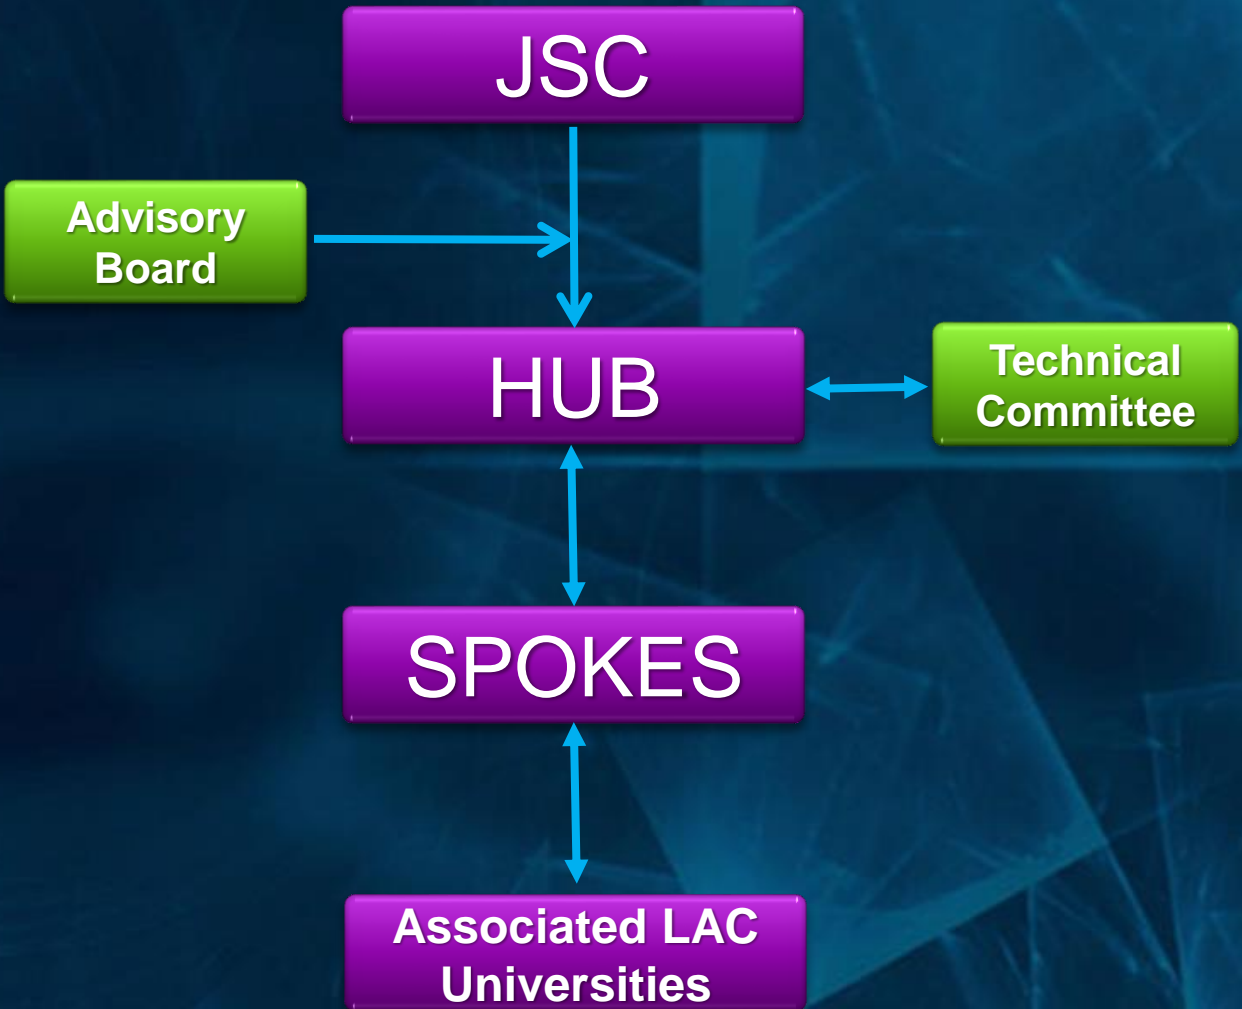 JSC
Advisory
Board
HUB
Technical
Committee
SPOKES
Associated LAC
Universities